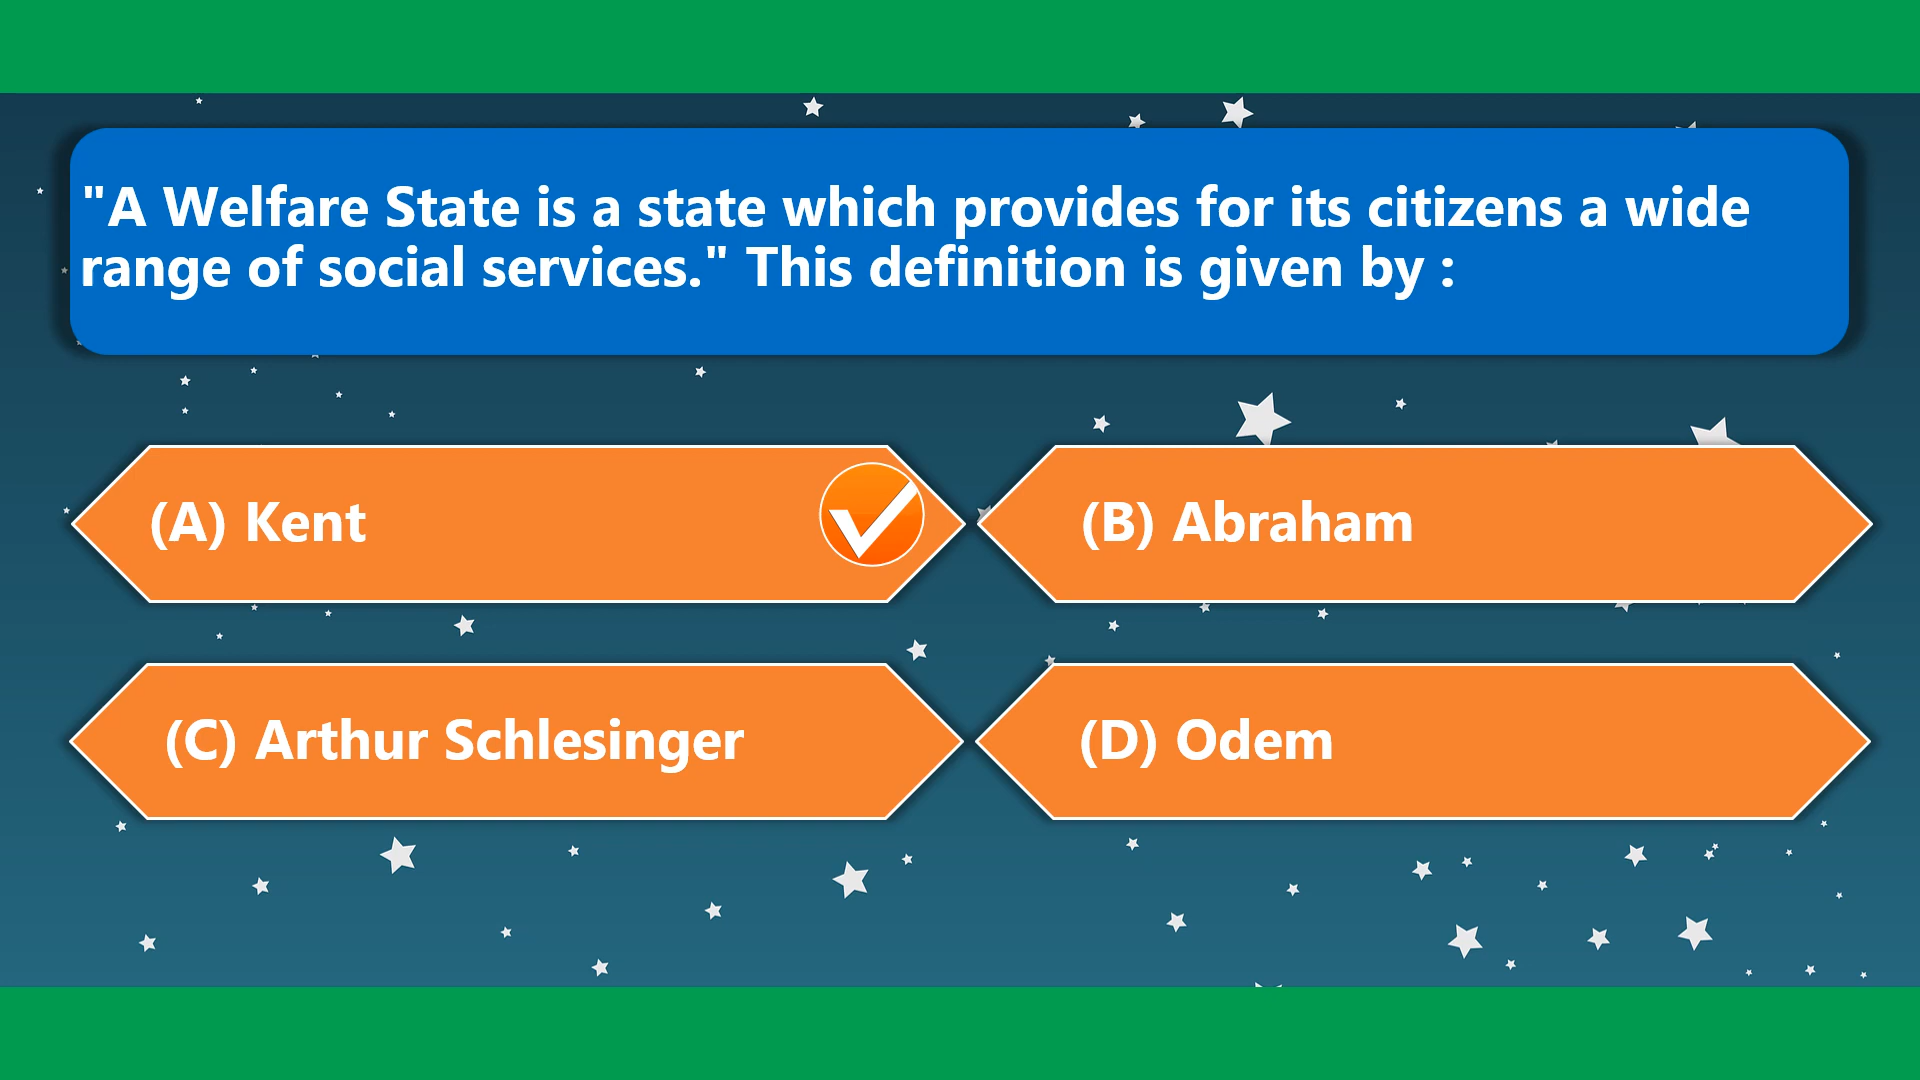 "A Welfare State is a state which provides for its citizens a wide
range of social services." This definition is given by :
(A) Kent
(B) Abraham
(C) Arthur Schlesinger
(D) Odem